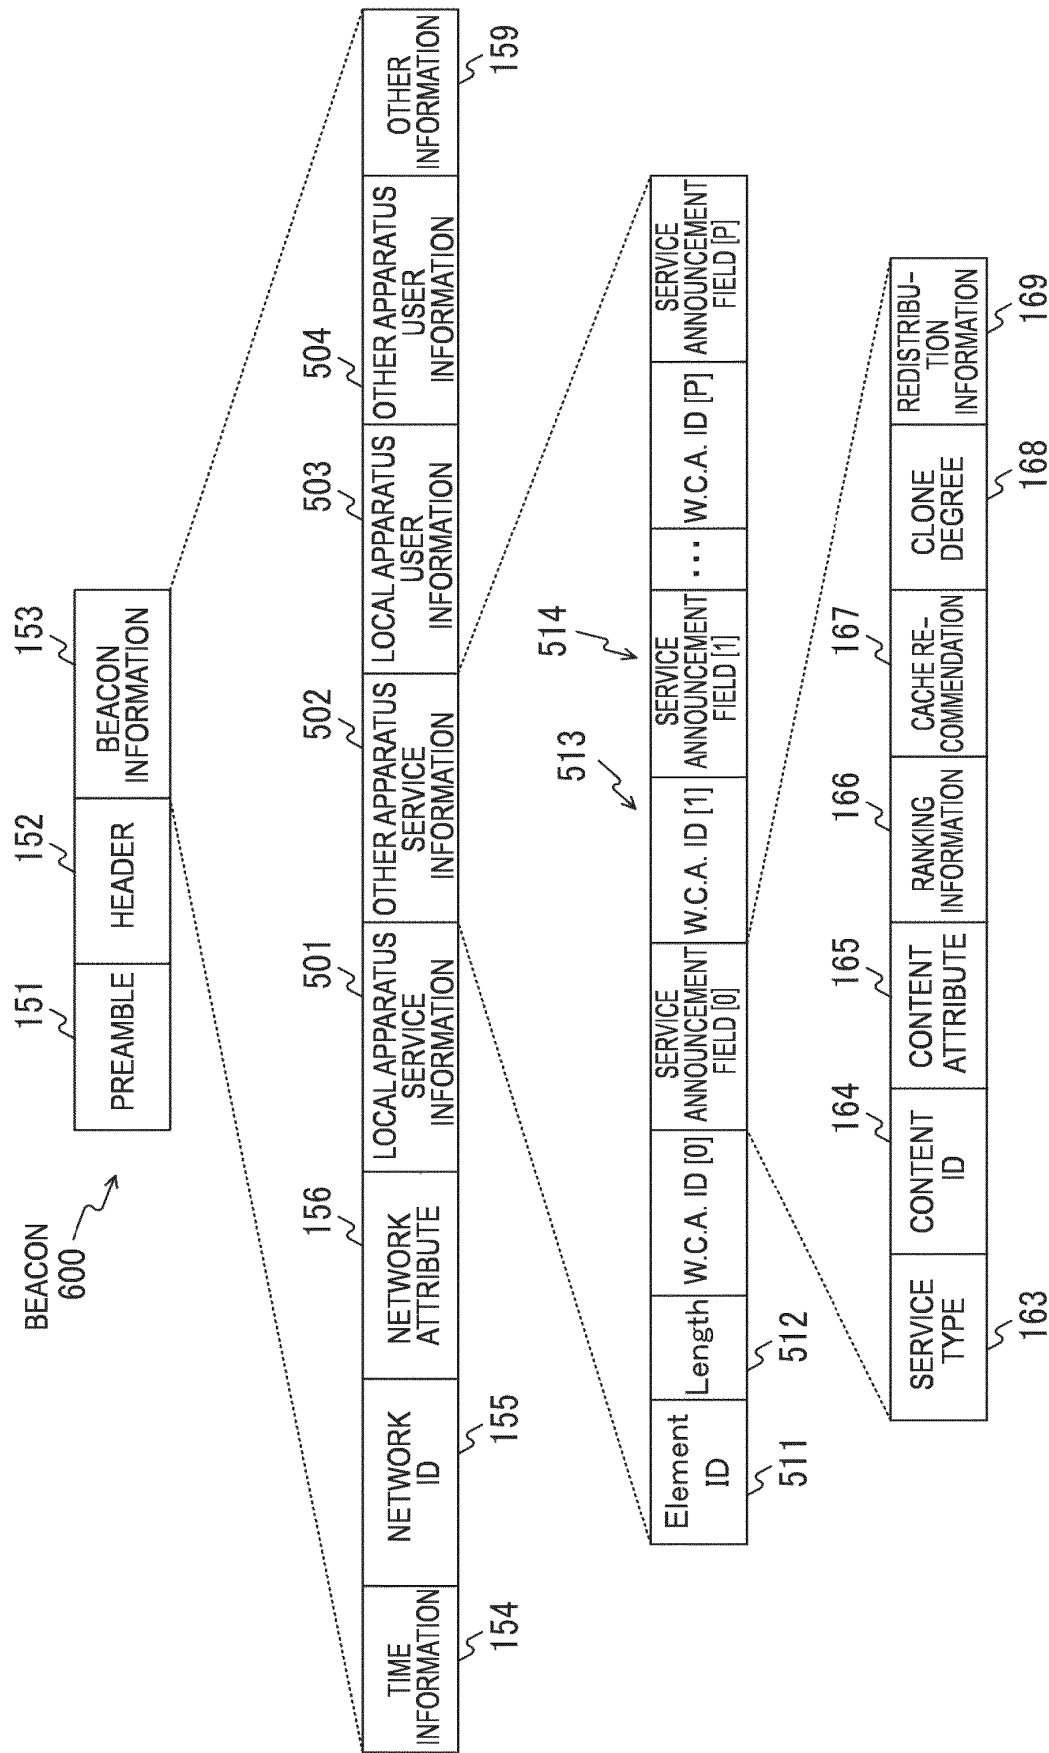 BEACON
600
151
152
153
PREAMBLE
HEADER
BEACON
INFORMATION
156
501
502
503
504
TIME
INFORMATION
NETWORK
ID
NETWORK
ATTRIBUTE
LOCAL APPARATUS
SERVICE
INFORMATION
OTHER APPARATUS
SERVICE
INFORMATION
LOCAL APPARATUS
USER
INFORMATION
OTHER APPARATUS
USER
INFORMATION
OTHER
INFORMATION
154
155
159
513
514
Element
ID
Length
W.C.A. ID [0]
SERVICE
ANNOUNCEMENT
FIELD [0]
W.C.A. ID [1]
SERVICE
ANNOUNCEMENT
FIELD [1]
...
W.C.A. ID [P]
SERVICE
ANNOUNCEMENT
FIELD [P]
511
512
164
165
166
167
SERVICE
TYPE
CONTENT
ID
CONTENT
ATTRIBUTE
RANKING
INFORMATION
CACHE RE-
COMMENDATION
CLONE
DEGREE
REDISTRIBU-
TION
INFORMATION
163
168
169